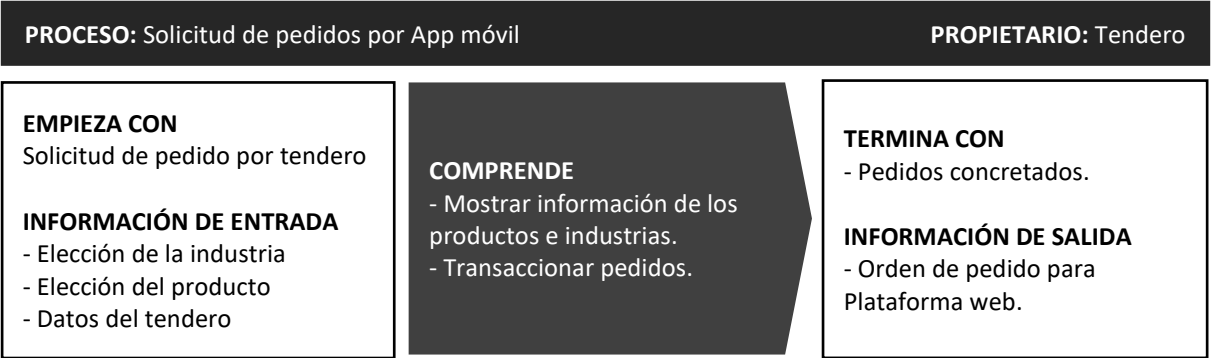 PROCESO: Solicitud de pedidos por App móvil
PROPIETARIO: Tendero
EMPIEZA CON
Solicitud de pedido por tendero
INFORMACIÓN DE ENTRADA
- Elección de la industria
- Elección del producto
- Datos del tendero
COMPRENDE
- Mostrar información de los
productos e industrias.
- Transaccionar pedidos.
TERMINA CON
- Pedidos concretados.
INFORMACIÓN DE SALIDA
- Orden de pedido para
Plataforma web.